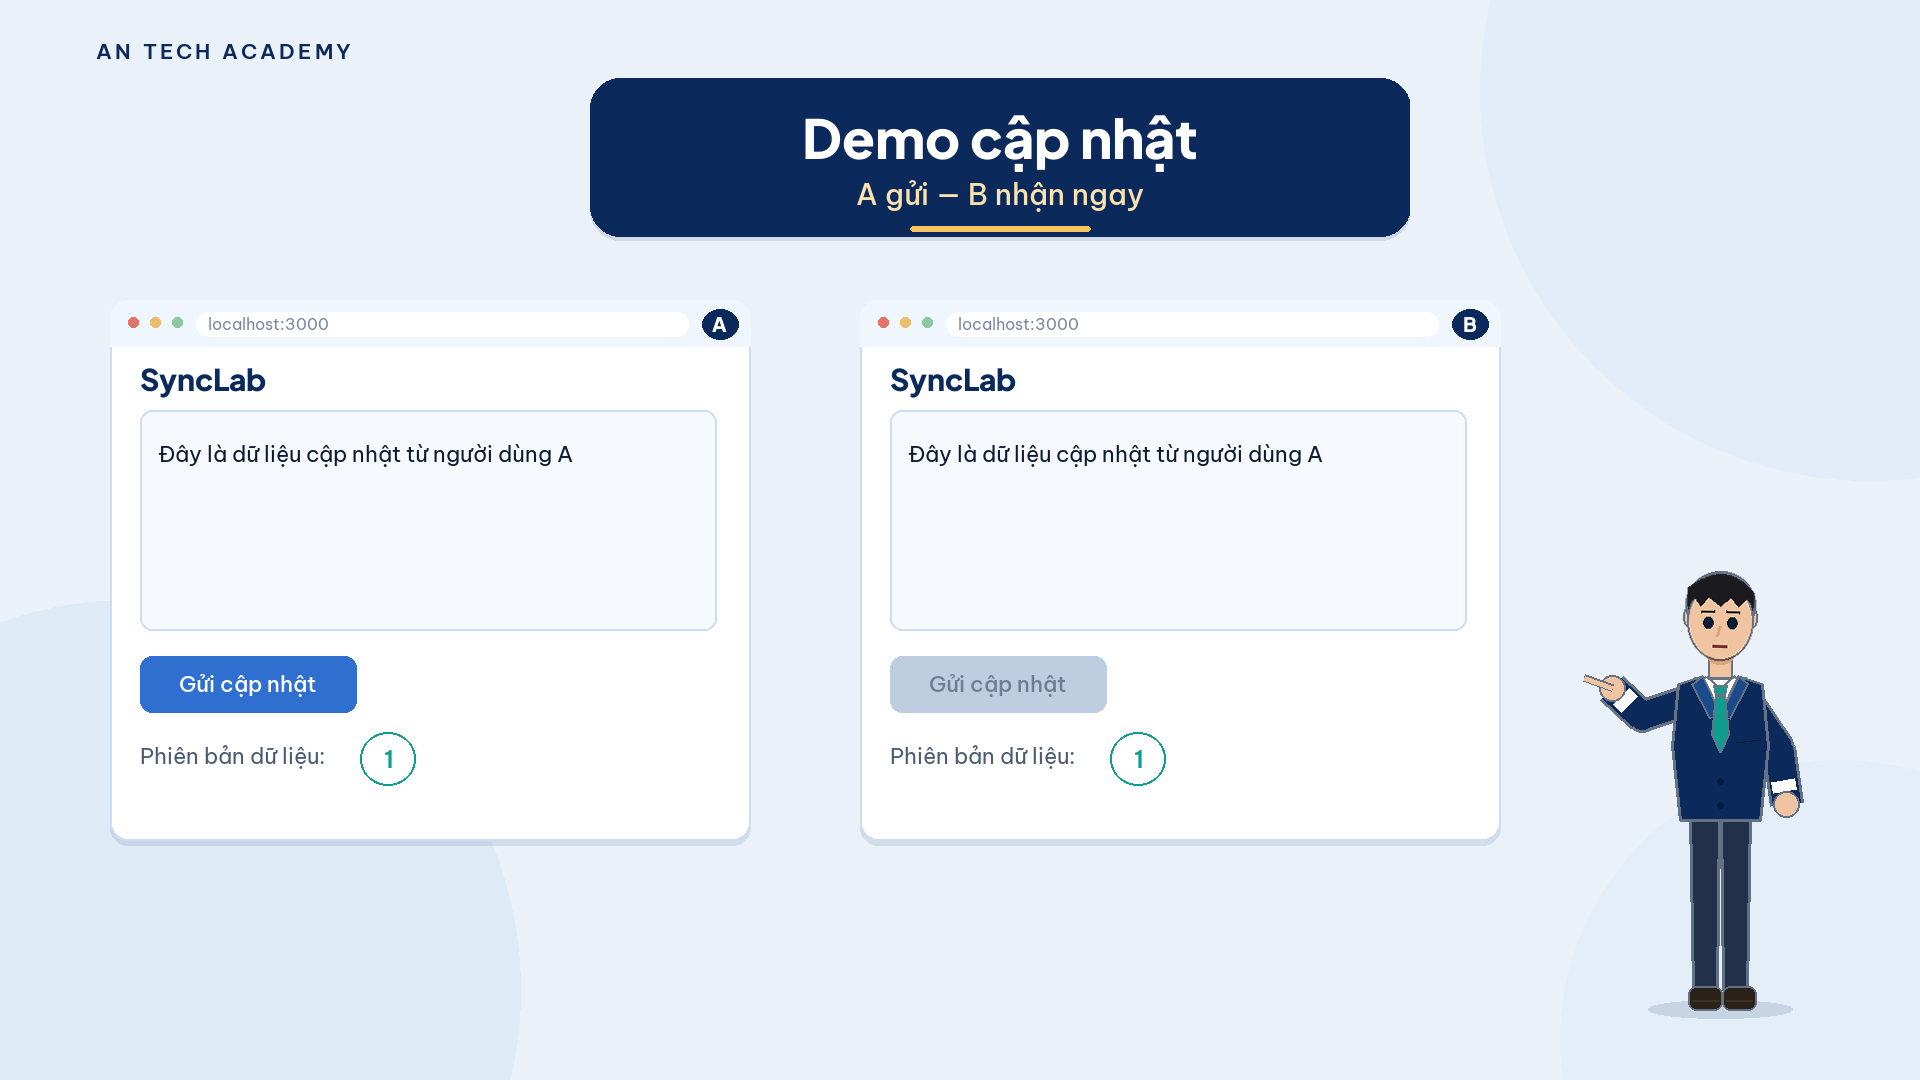 AN TECH ACADEMY
Demo cập nhật
A gửi — B nhận ngay
localhost:3000
A
SyncLab
Đây là dữ liệu cập nhật từ người dùng A
Gửi cập nhật
Phiên bản dữ liệu:
1
localhost:3000
B
SyncLab
Đây là dữ liệu cập nhật từ người dùng A
Gửi cập nhật
Phiên bản dữ liệu:
1